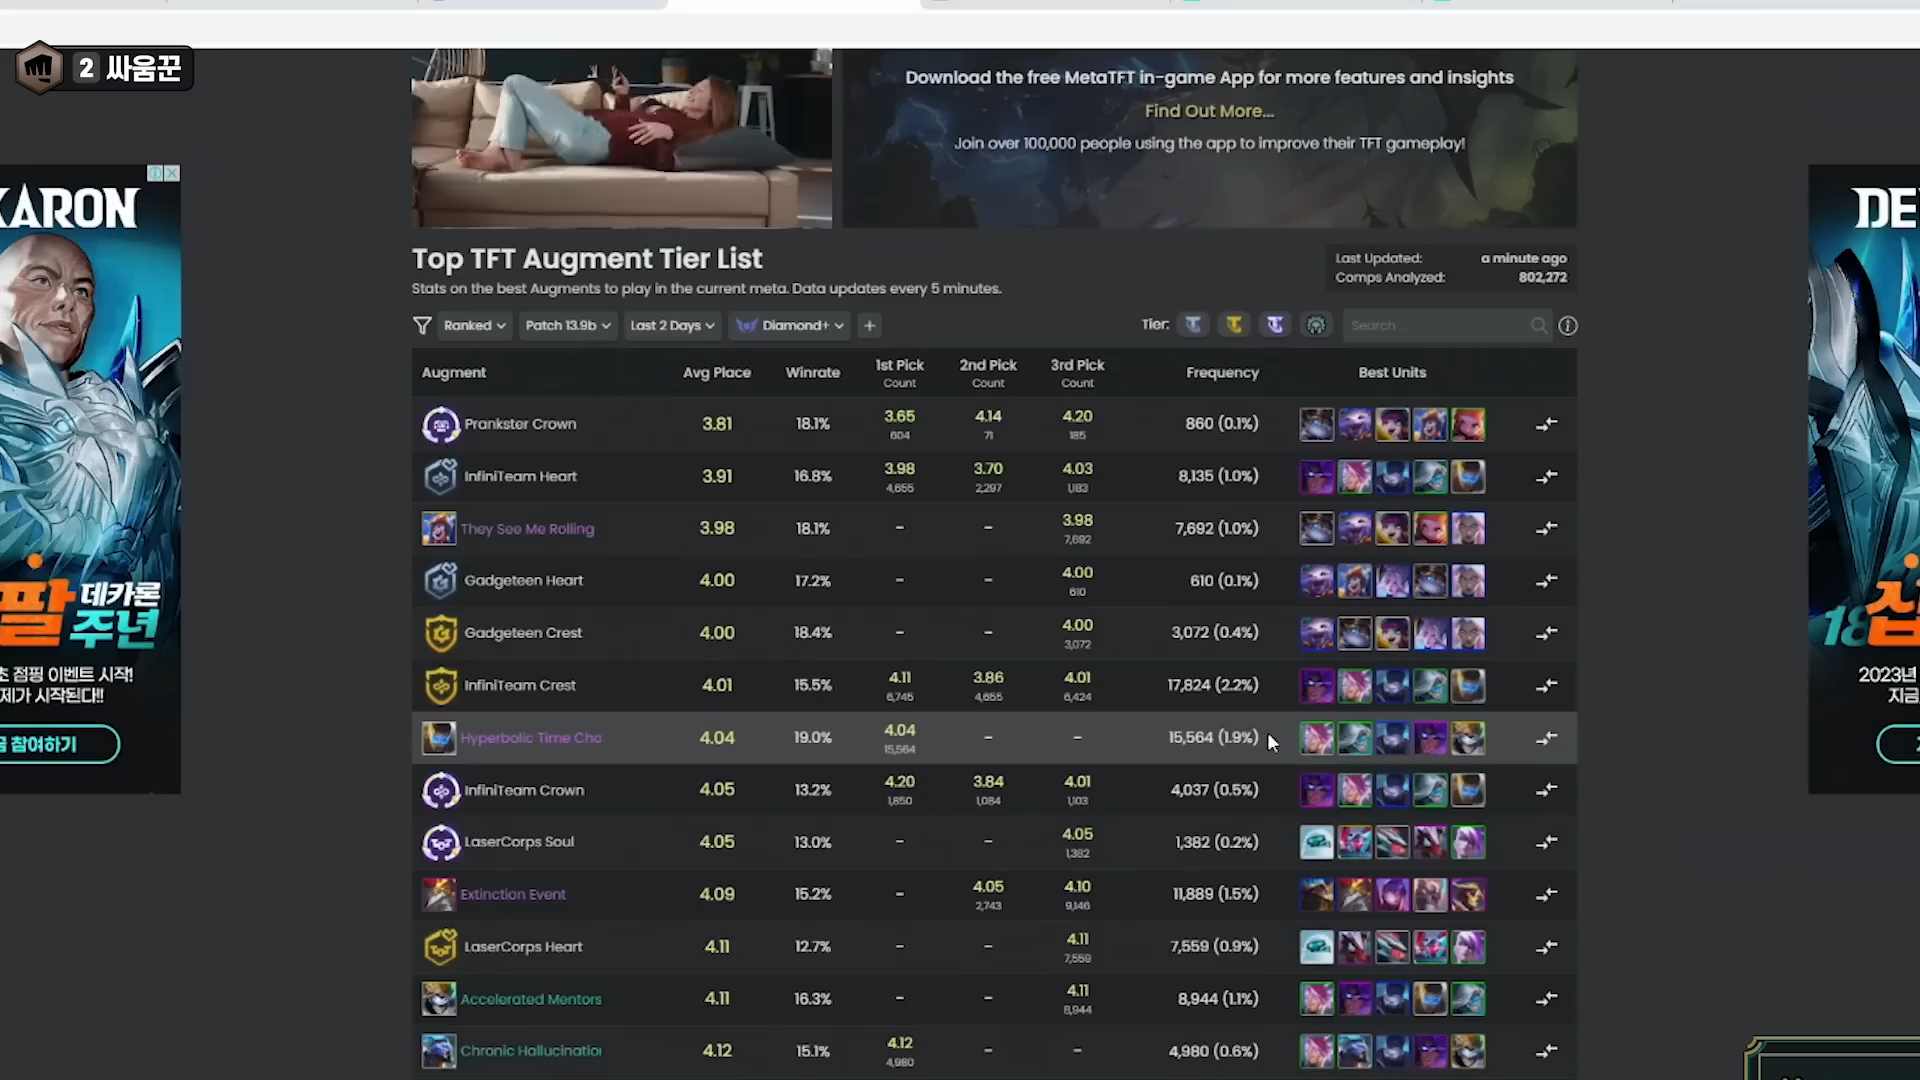 2 싸움꾼
Download the free MetaTFT in-game App for more features and insights
Find Out More...
Join over 100,000 people using the app to improve their TFT gameplay!
KARON
데카론
주년
점핑 이벤트 시작!
제가 시작된다!!
참여하기
DE
18
2023년
지금
Top TFT Augment Tier List
Stats on the best Augments to play in the current meta. Data updates every 5 minutes.
Last Updated: a minute ago
Comps Analyzed: 802,272
Ranked Patch 13.9b Last 2 Days Diamond+ +
Tier: Search...
Augment Avg Place Winrate 1st Pick Count 2nd Pick Count 3rd Pick Count Frequency Best Units
Prankster Crown 3.81 18.1% 3.65 604 4.14 71 4.20 185 860 (0.1%)
InfiniTeam Heart 3.91 16.8% 3.98 4,655 3.70 2,297 4.03 1,183 8,135 (1.0%)
They See Me Rolling 3.98 18.1% - - 3.98 7,692 7,692 (1.0%)
Gadgeteen Heart 4.00 17.2% - - 4.00 610 610 (0.1%)
Gadgeteen Crest 4.00 18.4% - - 4.00 3,072 3,072 (0.4%)
InfiniTeam Crest 4.01 15.5% 4.11 6,745 3.86 4,655 4.01 6,424 17,824 (2.2%)
Hyperbolic Time Cha 4.04 19.0% 4.04 15,564 - - 15,564 (1.9%)
InfiniTeam Crown 4.05 13.2% 4.20 1,850 3.84 1,084 4.01 1,103 4,037 (0.5%)
LaserCorps Soul 4.05 13.0% - - 4.05 1,382 1,382 (0.2%)
Extinction Event 4.09 15.2% - 4.05 2,743 4.10 9,146 11,889 (1.5%)
LaserCorps Heart 4.11 12.7% - - 4.11 7,559 7,559 (0.9%)
Accelerated Mentors 4.11 16.3% - - 4.11 8,944 8,944 (1.1%)
Chronic Hallucination 4.12 15.1% 4.12 4,980 - - 4,980 (0.6%)